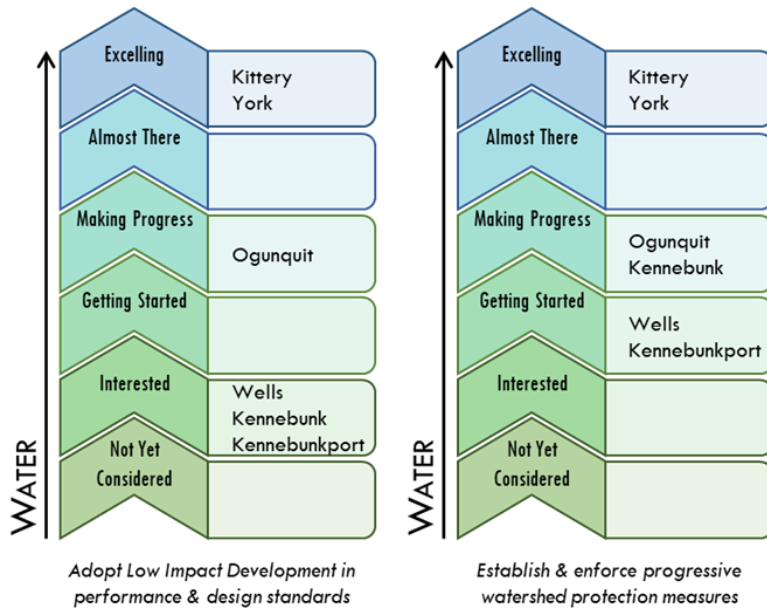 WATER
Excelling
Kittery
York
Almost There
Making Progress
Ogunquit
Getting Started
Interested
Wells
Kennebunk
Kennebunkport
Not Yet
Considered
Adopt Low Impact Development in
performance & design standards
WATER
Excelling
Kittery
York
Almost There
Making Progress
Ogunquit
Kennebunk
Getting Started
Wells
Kennebunkport
Interested
Not Yet
Considered
Establish & enforce progressive
watershed protection measures